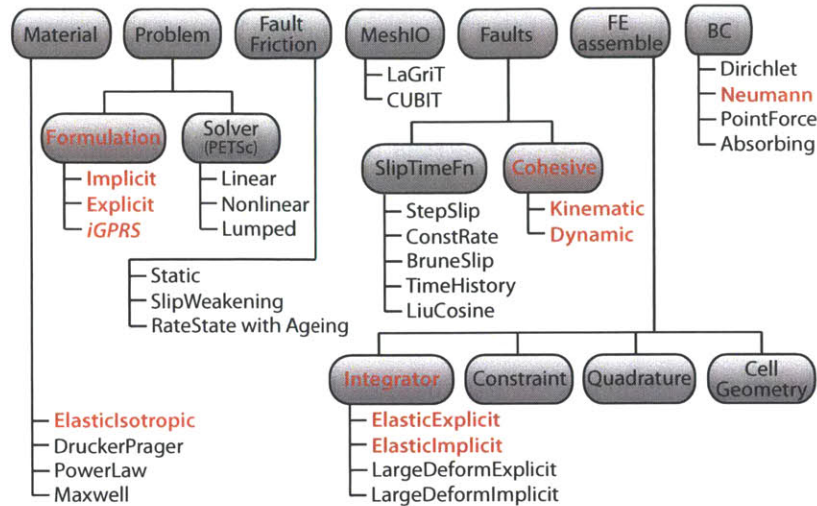 Material
Problem
Fault
Friction
MeshIO
Faults
FE
assemble
BC
LaGriT
CUBIT
Dirichlet
Neumann
PointForce
Absorbing
Formulation
Solver
(PETSc)
Implicit
Explicit
iGPRS
Linear
Nonlinear
Lumped
SlipTimeFn
Cohesive
StepSlip
ConstRate
BruneSlip
TimeHistory
LiuCosine
Kinematic
Dynamic
Static
SlipWeakening
RateState with Ageing
Integrator
Constraint
Quadrature
Cell
Geometry
ElasticIsotropic
DruckerPrager
PowerLaw
Maxwell
ElasticExplicit
ElasticImplicit
LargeDeformExplicit
LargeDeformImplicit